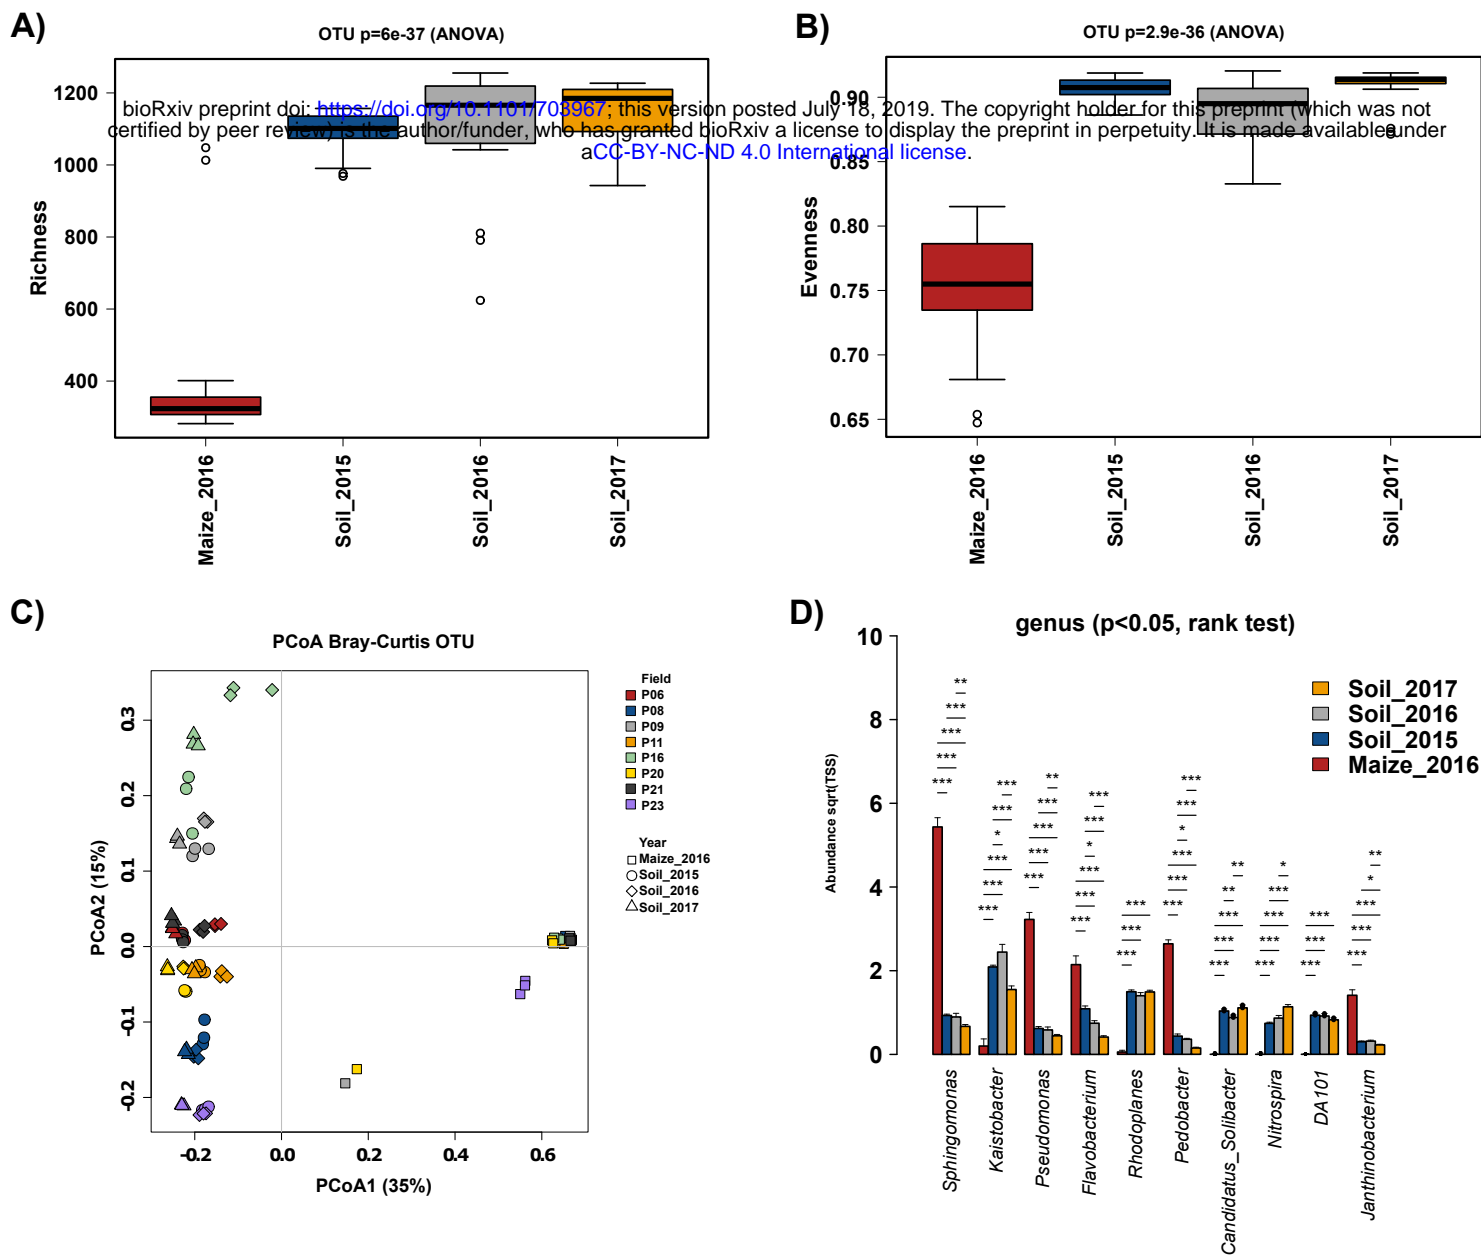 A)
OTU p=6e-37 (ANOVA)
1200
1000
800
600
400
Richness
Maize_2016
Soil_2015
Soil_2016
Soil_2017
B)
OTU p=2.9e-36 (ANOVA)
0.90
0.85
0.80
0.75
0.70
0.65
Evenness
Maize_2016
Soil_2015
Soil_2016
Soil_2017
bioRxiv preprint doi: https://doi.org/10.1101/703967; this version posted July 18, 2019. The copyright holder for this preprint (which was not
certified by peer review) is the author/funder, who has granted bioRxiv a license to display the preprint in perpetuity. It is made available under
aCC-BY-NC-ND 4.0 International license.
C)
PCoA Bray-Curtis OTU
0.3
0.2
0.1
0.0
-0.1
-0.2
PCoA2 (15%)
-0.2
0.0
0.2
0.4
0.6
PCoA1 (35%)
Field
P06
P08
P09
P11
P16
P20
P21
P23
Year
Maize_2016
Soil_2015
Soil_2016
Soil_2017
D)
genus (p<0.05, rank test)
10
8
6
4
2
0
Abundance sqrt(TSS)
Soil_2017
Soil_2016
Soil_2015
Maize_2016
**
***
***
***
***
***
***
*
***
***
***
**
***
***
***
***
***
***
*
***
***
***
***
***
***
***
***
*
***
***
***
**
**
***
***
***
*
***
***
***
***
***
***
***
**
*
***
***
***
Sphingomonas
Kaistobacter
Pseudomonas
Flavobacterium
Rhodoplanes
Pedobacter
Candidatus_Solibacter
Nitrospira
DA101
Janthinobacterium